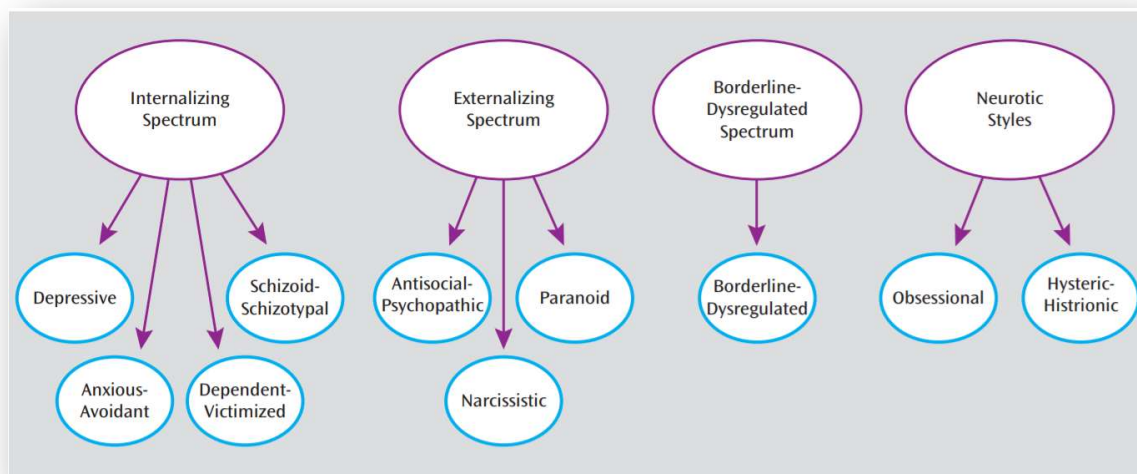 Internalizing
Spectrum
Externalizing
Spectrum
Borderline-
Dysregulated
Spectrum
Neurotic
Styles
Depressive
Schizoid-
Schizotypal
Antisocial-
Psychopathic
Paranoid
Borderline-
Dysregulated
Obsessional
Hysteric-
Histrionic
Anxious-
Avoidant
Dependent-
Victimized
Narcissistic